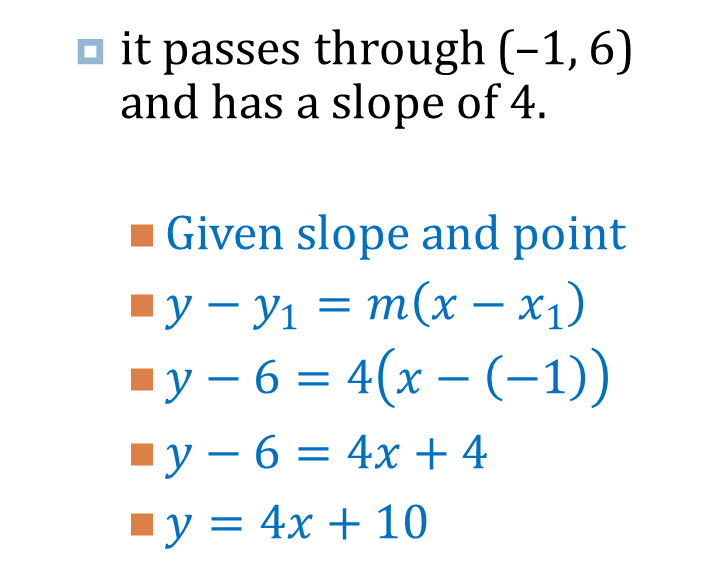 it passes through (–1, 6)
and has a slope of 4.
Given slope and point
y − y₁ = m(x − x₁)
y − 6 = 4(x − (−1))
y − 6 = 4x + 4
y = 4x + 10